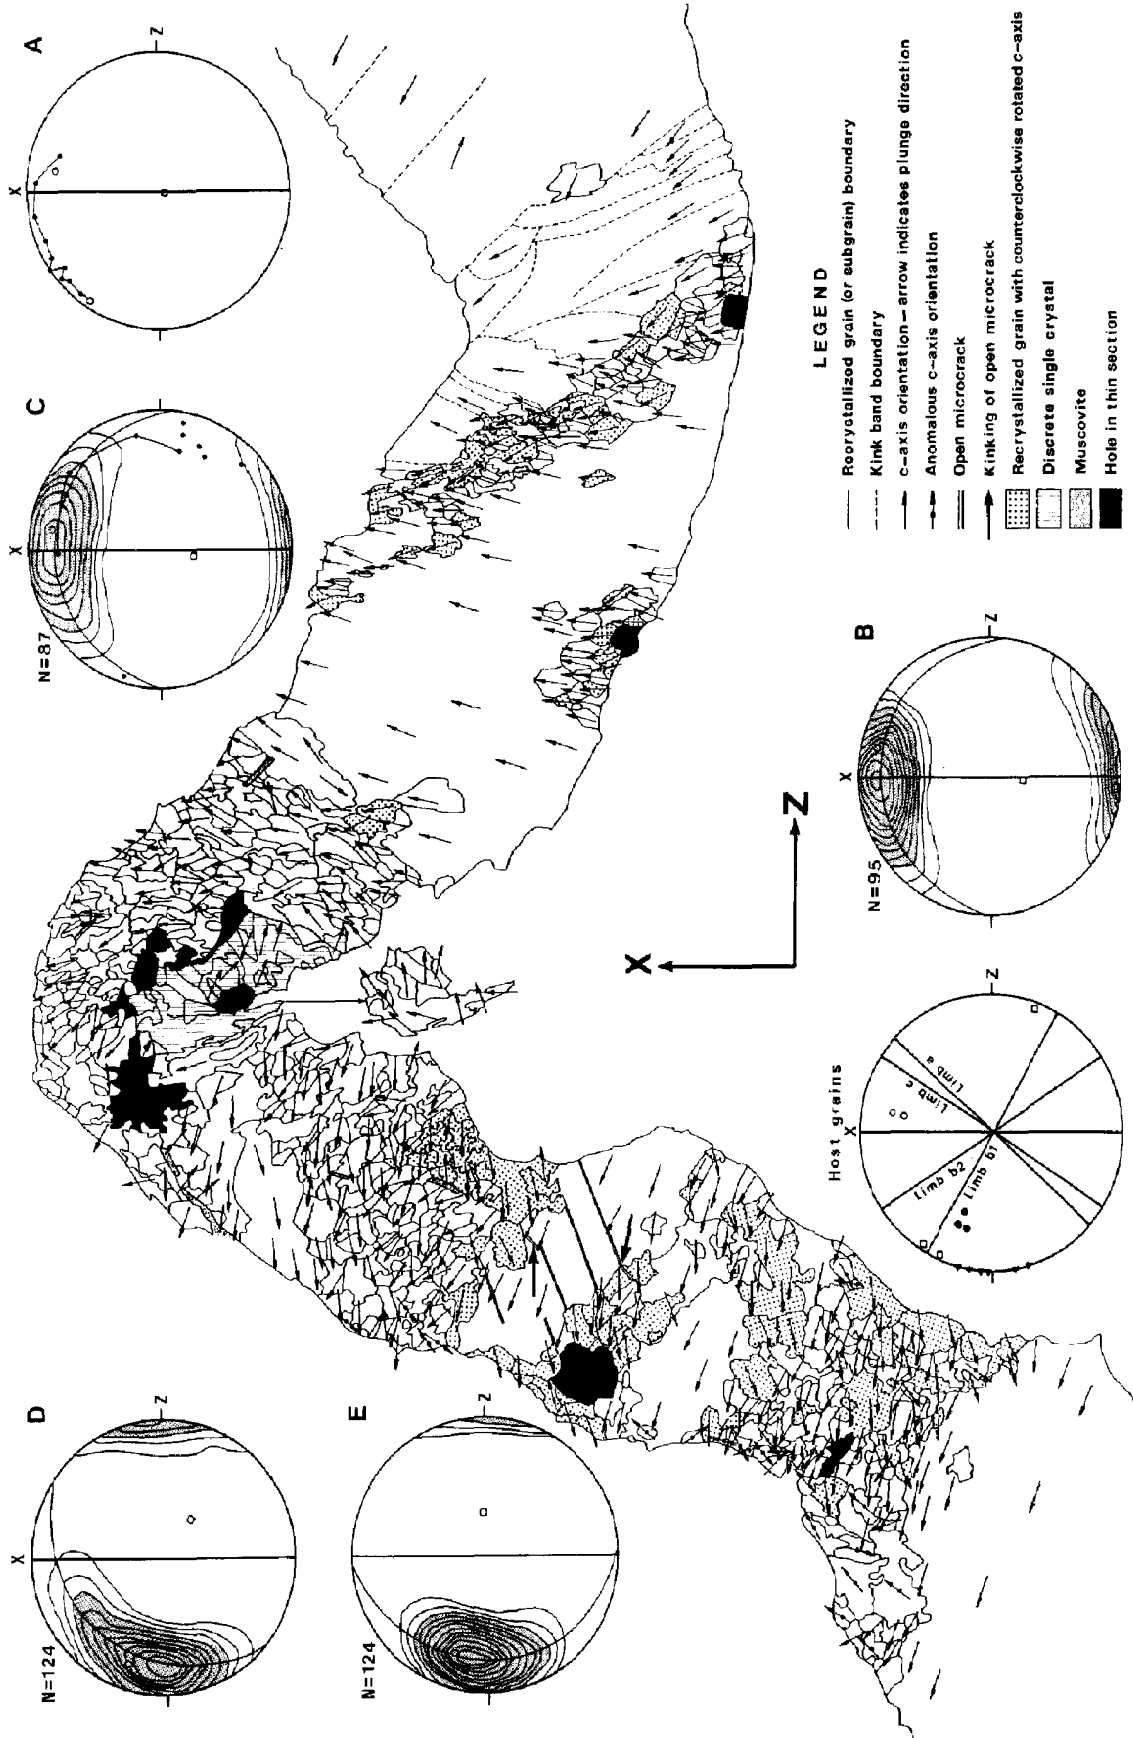 A
X
Z
C
X
N=87
D
X
Z
N=124
E
Z
N=124
B
X
Z
N=95
X
Z
Host grains
X
Z
Limb a
Limb c
Limb b2
Limb b1
LEGEND
Recrystallized grain (or subgrain) boundary
Kink band boundary
c-axis orientation-arrow indicates plunge direction
Anomalous c-axis orientation
Open microcrack
Kinking of open microcrack
Recrystallized grain with counterclockwise rotated c-axis
Discrete single crystal
Muscovite
Hole in thin section